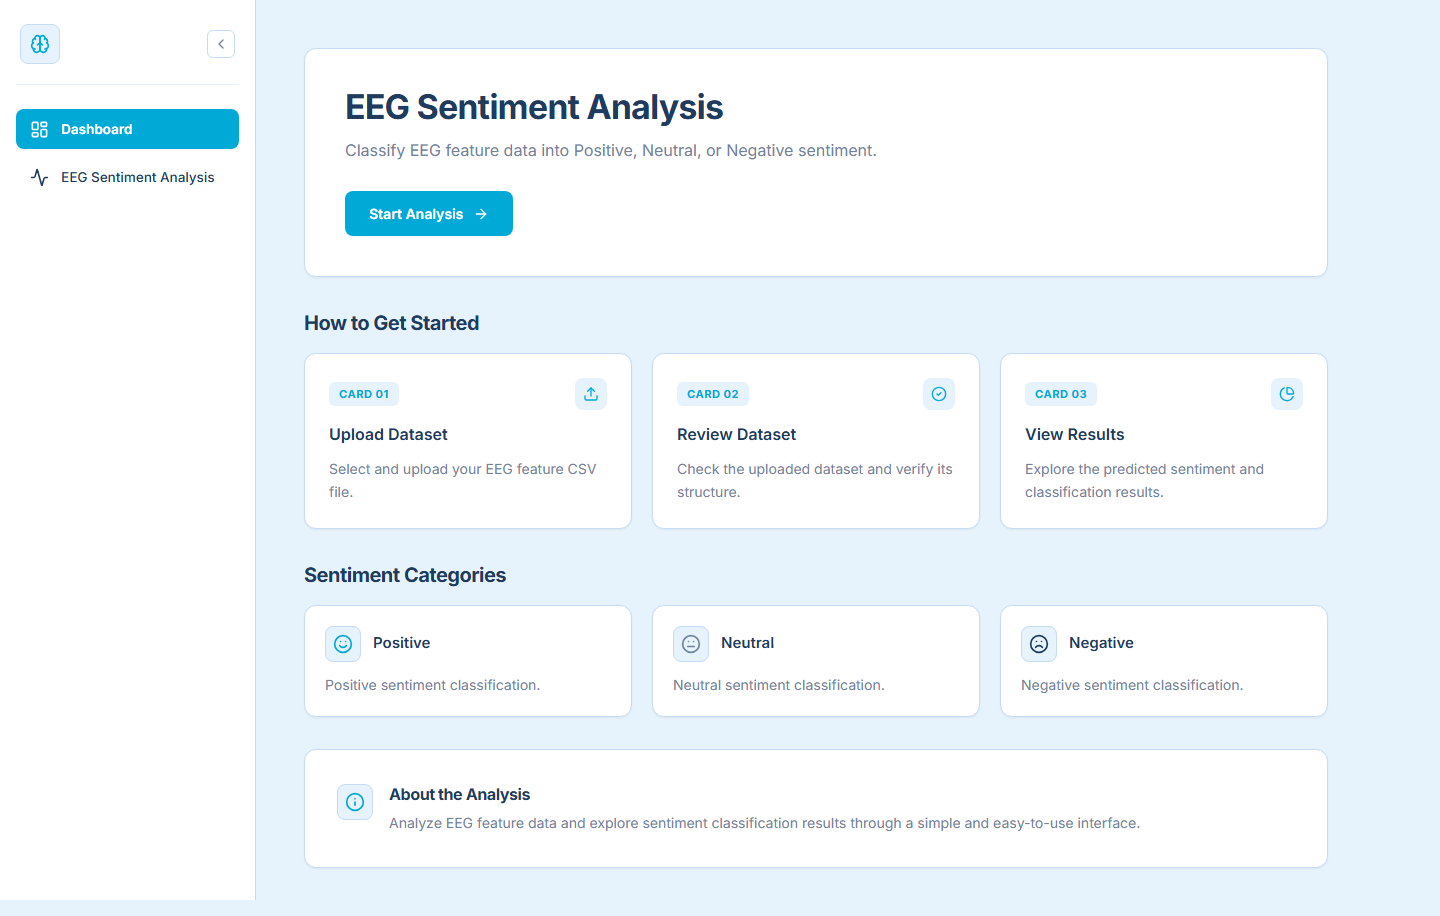 Dashboard
EEG Sentiment Analysis
EEG Sentiment Analysis
Classify EEG feature data into Positive, Neutral, or Negative sentiment.
Start Analysis
How to Get Started
CARD 01
Upload Dataset
Select and upload your EEG feature CSV
file.
CARD 02
Review Dataset
Check the uploaded dataset and verify its
structure.
CARD 03
View Results
Explore the predicted sentiment and
classification results.
Sentiment Categories
Positive
Positive sentiment classification.
Neutral
Neutral sentiment classification.
Negative
Negative sentiment classification.
About the Analysis
Analyze EEG feature data and explore sentiment classification results through a simple and easy-to-use interface.